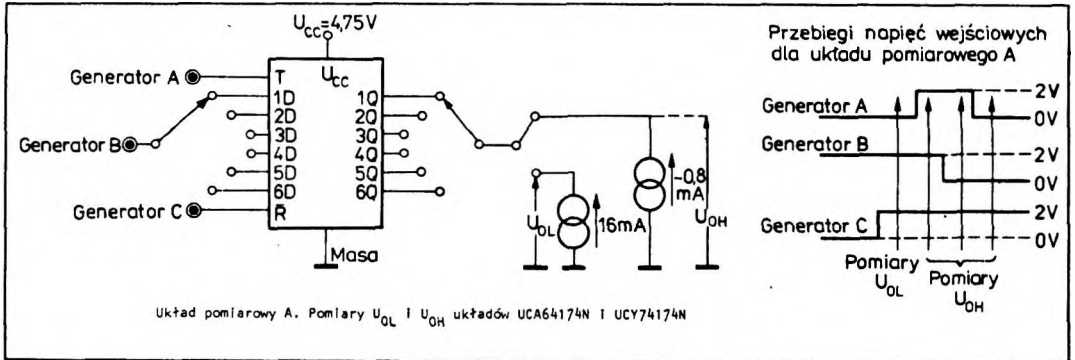 U_CC=4,75V
Generator A
Generator B
Generator C
T
U_CC
1D
2D
3D
4D
5D
6D
R̅
1Q
2Q
3Q
4Q
5Q
6Q
Masa
U_OL
16mA
-0,8
mA
U_OH
Układ pomiarowy A. Pomiary U_OL i U_OH układów UCA64174N i UCY74174N
Przebiegi napięć wejściowych
dla układu pomiarowego A
Generator A
2V
0V
Generator B
2V
0V
Generator C
2V
0V
Pomiary
U_OL
Pomiary
U_OH